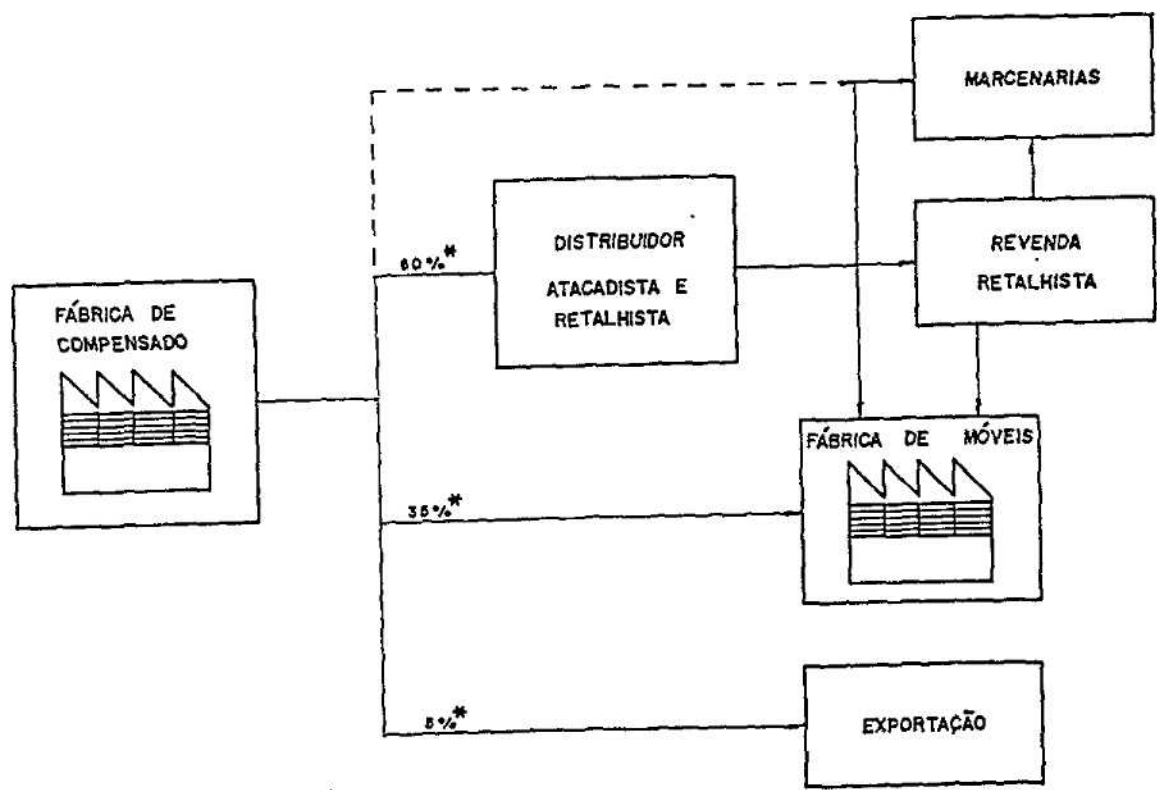 MARCENARIAS
DISTRIBUIDOR
ATACADISTA E
RETALHISTA
REVENDA
RETALHISTA
60%*
FÁBRICA DE
COMPENSADO
FÁBRICA DE MÓVEIS
35%*
5%*
EXPORTAÇÃO